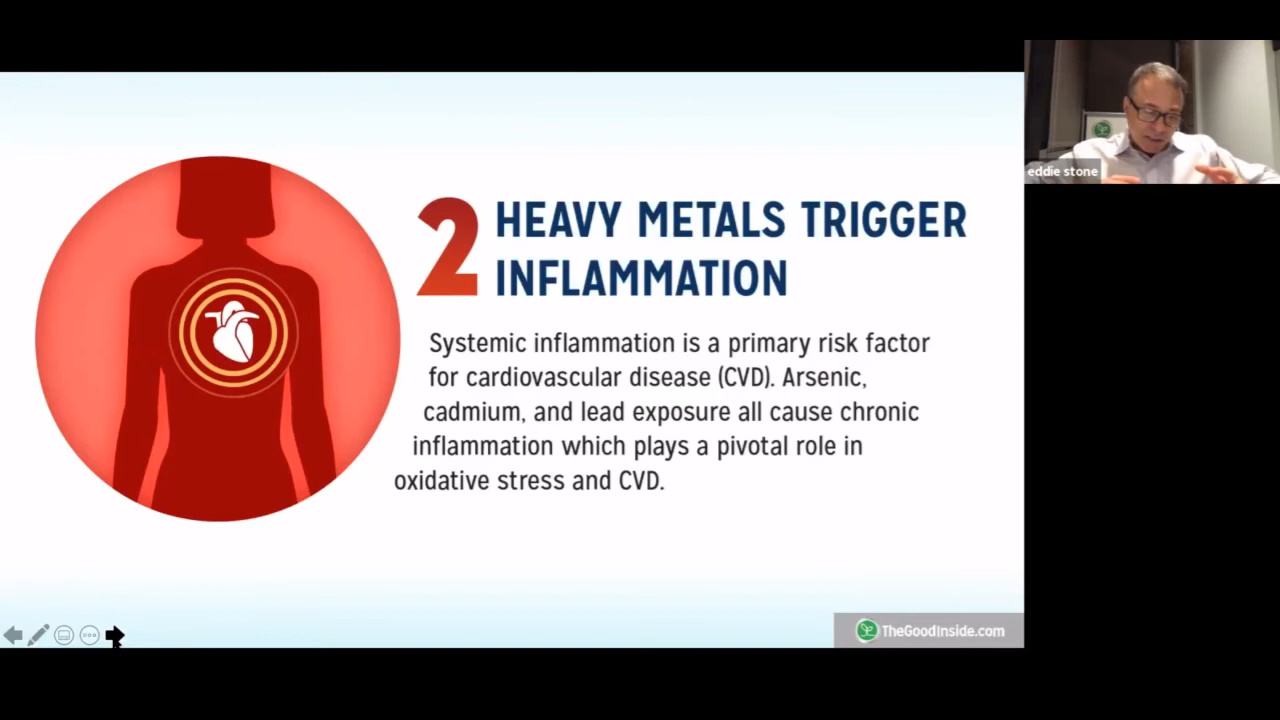 eddie stone
2 HEAVY METALS TRIGGER
INFLAMMATION
Systemic inflammation is a primary risk factor
for cardiovascular disease (CVD). Arsenic,
cadmium, and lead exposure all cause chronic
inflammation which plays a pivotal role in
oxidative stress and CVD.
TheGoodInside.com